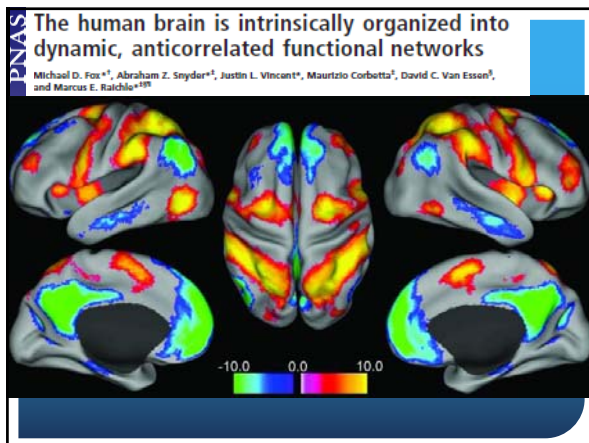 PNAS
The human brain is intrinsically organized into
dynamic, anticorrelated functional networks
Michael D. Fox*†, Abraham Z. Snyder*‡, Justin L. Vincent*, Maurizio Corbetta‡, David C. Van Essen§,
and Marcus E. Raichle*‡§¶
-10.0 0.0 10.0